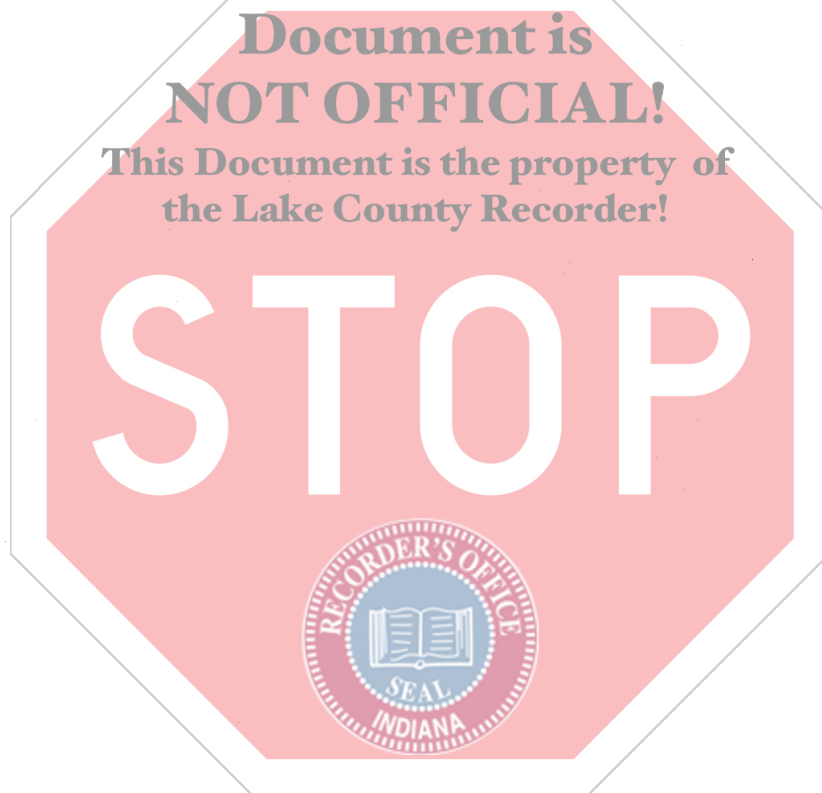 Document is
NOT OFFICIAL!
This Document is the property of
the Lake County Recorder!
STOP
RECORDER'S OFFICE
SEAL
INDIANA